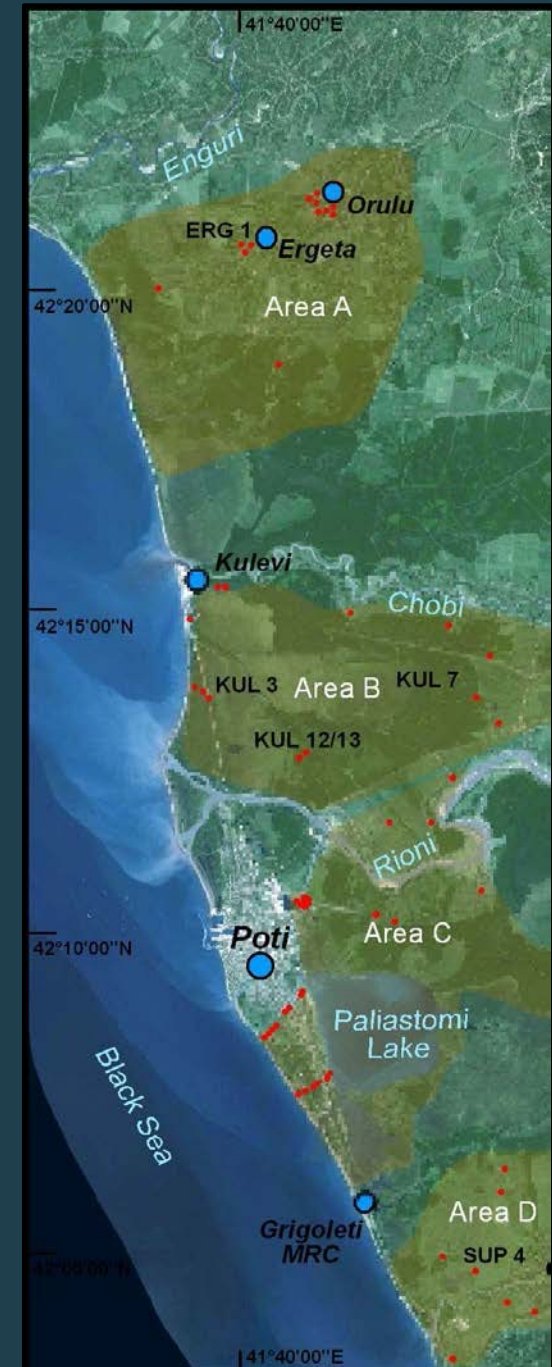 41°40'00"E
Enguri
Orulu
ERG 1
Ergeta
42°20'00"N
Area A
Kulevi
Chobi
42°15'00"N
KUL 3
Area B
KUL 7
KUL 12/13
Rioni
Area C
42°10'00"N
Poti
Paliastomi
Lake
Black Sea
Area D
Grigoleti
MRC
SUP 4
41°40'00"E